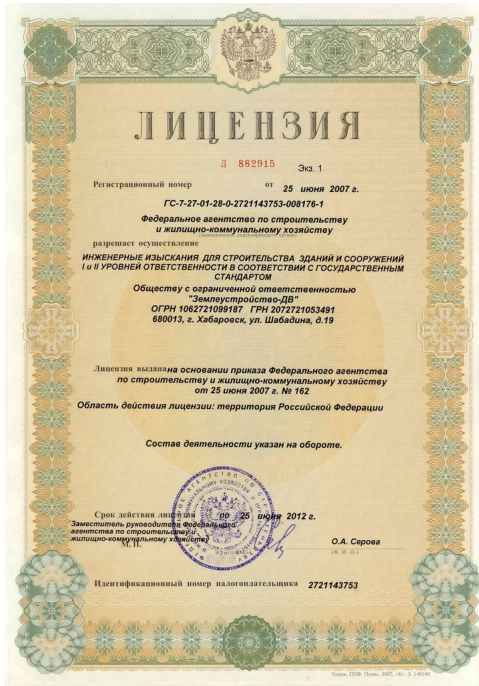 ЛИЦЕНЗИЯ
Д 882915 Экз. 1
Регистрационный номер от 25 июня 2007 г.
ГС-7-27-01-28-0-2721143753-008176-1
Федеральное агентство по строительству
и жилищно-коммунальному хозяйству
разрешает осуществление
ИНЖЕНЕРНЫЕ ИЗЫСКАНИЯ ДЛЯ СТРОИТЕЛЬСТВА ЗДАНИЙ И СООРУЖЕНИЙ
I и II УРОВНЕЙ ОТВЕТСТВЕННОСТИ В СООТВЕТСТВИИ С ГОСУДАРСТВЕННЫМ
СТАНДАРТОМ
Обществу с ограниченной ответственностью
"Землеустройство-ДВ"
ОГРН 1062721099187 ГРН 2072721053491
680013, г. Хабаровск, ул. Шабадина, д.19
Лицензия выдана на основании приказа Федерального агентства
по строительству и жилищно-коммунальному хозяйству
от 25 июня 2007 г. № 162
Область действия лицензии: территория Российской Федерации
Состав деятельности указан на обороте.
Срок действия лицензии по 25 июня 2012 г.
Заместитель руководителя Федерального
агентства по строительству и
жилищно-коммунальному хозяйству
М.П. О.А. Серова
(Ф И О)
Идентификационный номер налогоплательщика 2721143753